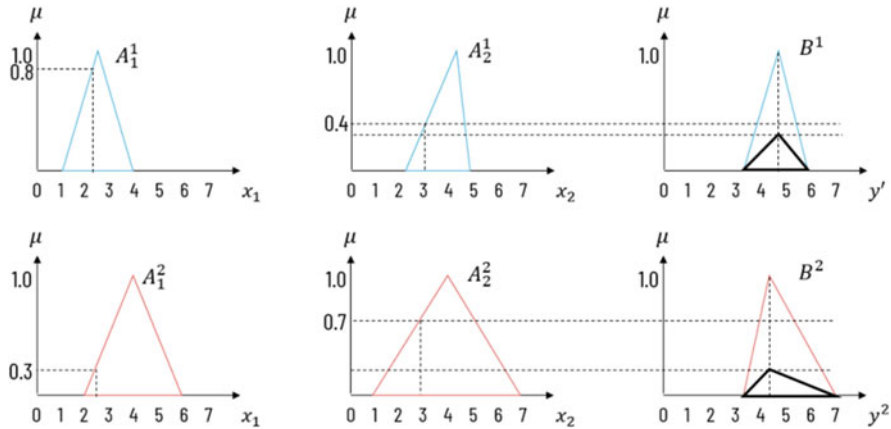 μ μ μ
1.0 A₁¹ 1.0 A₂¹ 1.0 B¹
0.8
0.4
0 1 2 3 4 5 6 7 x₁ 0 1 2 3 4 5 6 7 x₂ 0 1 2 3 4 5 6 7 y′
μ μ μ
1.0 A₁² 1.0 A₂² 1.0 B²
0.7
0.3
0 1 2 3 4 5 6 7 x₁ 0 1 2 3 4 5 6 7 x₂ 0 1 2 3 4 5 6 7 y²